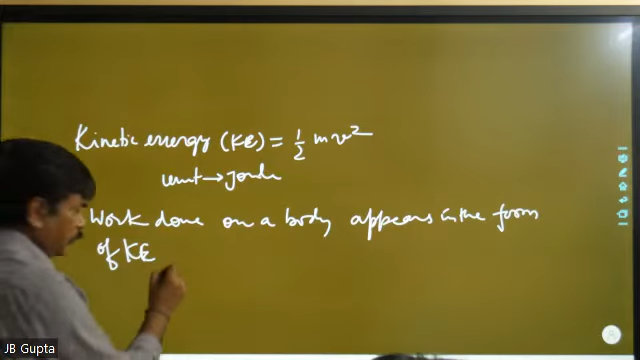 Kinetic energy (KE) = 1/2 mv²
unit → Joule
Work done on a body appears in the form
of KE
JB Gupta